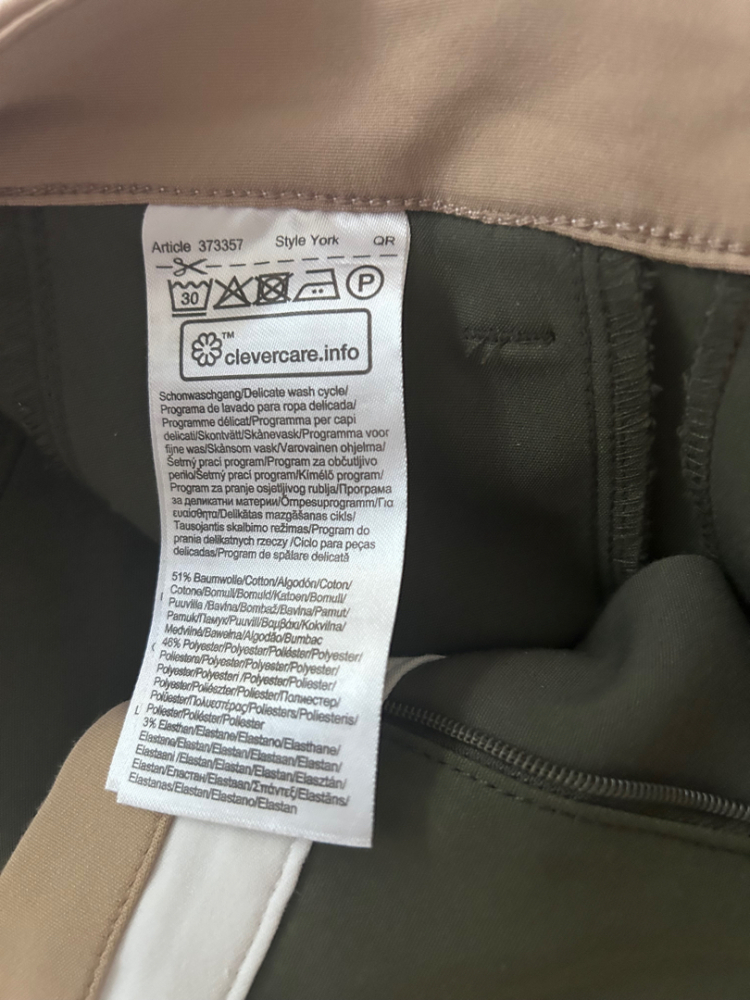 Article 373357 Style York QR
30 P
clevercare.info™
Schonwaschgang/Delicate wash cycle/
Programa de lavado para ropa delicada/
Programme délicat/Programma per capi
delicati/Skontvätt/Skånevask/Programma voor
fijne was/Skånsom vask/Varovainen ohjelma/
Šetrný prací program/Program za občutljivo
perilo/Šetrný prací program/Kímélő program/
Program za pranje osjetljivog rublja/Програма
за деликатни материи/Õrnpesuprogramm/Για
ευαίσθητα/Delikātas mazgāšanas cikls/
Tausojantis skalbimo režimas/Program do
prania delikatnych rzeczy /Ciclo para peças
delicadas/Program de spălare delicată
51% Baumwolle/Cotton/Algodón/Coton/
Cotone/Bomull/Bomuld/Katoen/Bomull/
Puuvilla /Bavlna/Bombaž/Bavlna/Pamut/
Pamuk/Памук/Puuvill/Βαμβάκι/Kokvilna/
Medvilnė/Bawełna/Algodão/Bumbac
46% Polyester/Polyester/Poliéster/Polyester/
Poliestere/Polyester/Polyester/Polyester/
Polyester/Polyesteri /Polyester/Poliester/
Polyester/Poliészter/Poliester/Полиестер/
Polüester/Πολυεστέρας/Poliesters/Poliesteris/
Poliester/Poliéster/Poliester
3% Elasthan/Elastane/Elastano/Elasthane/
Elastane/Elastan/Elastan/Elastaan/Elastan/
Elastaani /Elastan/Elastan/Elastan/Elasztán/
Elastan/Еластан/Elastaan/Σπάντεξ/Elastāns/
Elastanas/Elastan/Elastano/Elastan